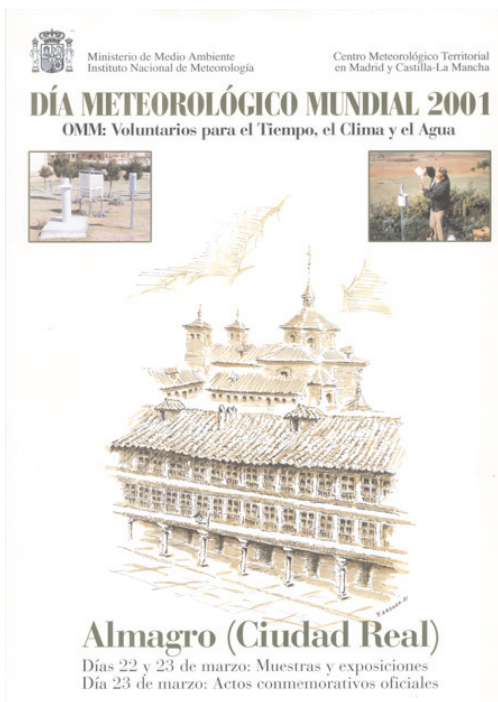 Ministerio de Medio Ambiente
Instituto Nacional de Meteorología
Centro Meteorológico Territorial
en Madrid y Castilla-La Mancha
DÍA METEOROLÓGICO MUNDIAL 2001
OMM: Voluntarios para el Tiempo, el Clima y el Agua
Almagro (Ciudad Real)
Días 22 y 23 de marzo: Muestras y exposiciones
Día 23 de marzo: Actos conmemorativos oficiales